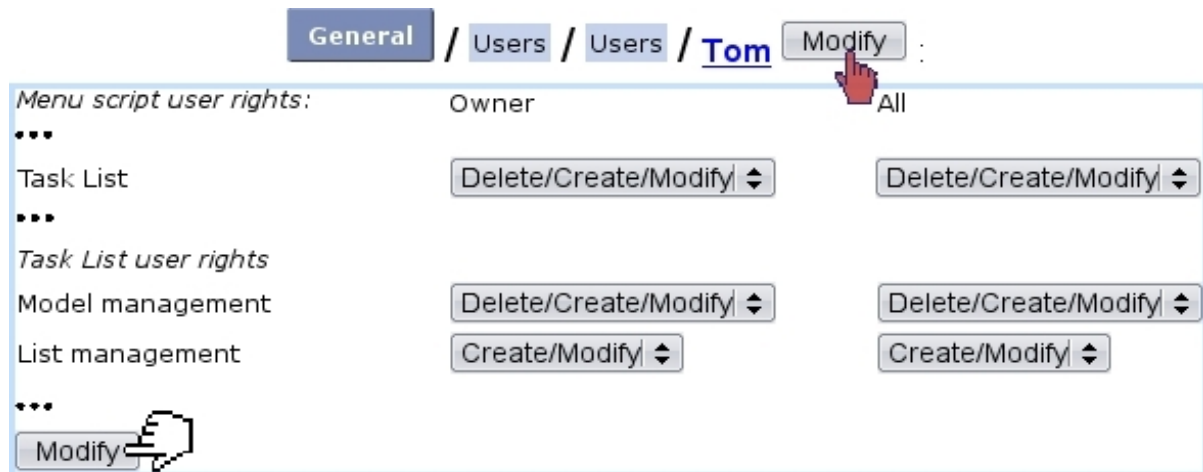 General / Users / Users / Tom Modify :
Menu script user rights: Owner All
•••
Task List Delete/Create/Modify Delete/Create/Modify
•••
Task List user rights
Model management Delete/Create/Modify Delete/Create/Modify
List management Create/Modify Create/Modify
•••
Modify